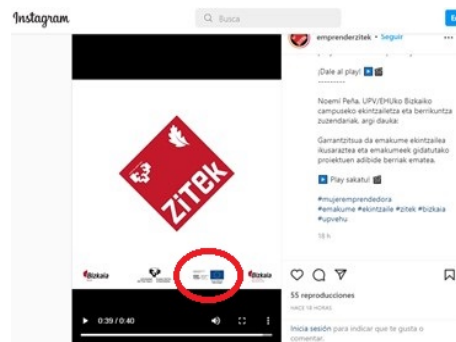 Instagram
Busca
emprenderzitek • Seguir
¡Dale al play! ▶️🎬
----------
Noemi Peña, UPV/EHUko Bizkaiko
campuseko ekintzailetza eta berrikuntza
zuzendariak, argi dauka:
Garrantzitsua da emakume ekintzailea
ikusaraztea eta emakumeek gidatutako
proiektuen adibide berriak ematea.
▶️ Play sakatu! 🎬
#mujeremprendedora
#emakume #ekintzaile #zitek #bizkaia
#upvehu
18 h
zitek
Bizkaia
Bizkaia
0:39 / 0:40
55 reproducciones
HACE 18 HORAS
Inicia sesión para indicar que te gusta o
comentar.